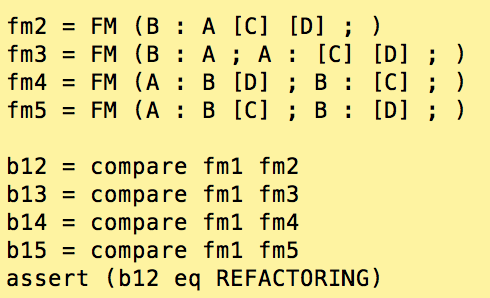 fm2 = FM (B : A [C] [D] ; )
fm3 = FM (B : A ; A : [C] [D] ; )
fm4 = FM (A : B [D] ; B : [C] ; )
fm5 = FM (A : B [C] ; B : [D] ; )
b12 = compare fm1 fm2
b13 = compare fm1 fm3
b14 = compare fm1 fm4
b15 = compare fm1 fm5
assert (b12 eq REFACTORING)